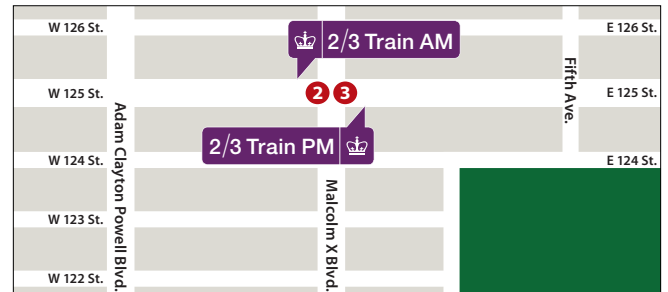 W 126 St.
E 126 St.
2/3 Train AM
W 125 St.
2
3
E 125 St.
Fifth Ave.
Adam Clayton Powell Blvd.
2/3 Train PM
W 124 St.
E 124 St.
Malcolm X Blvd.
W 123 St.
W 122 St.